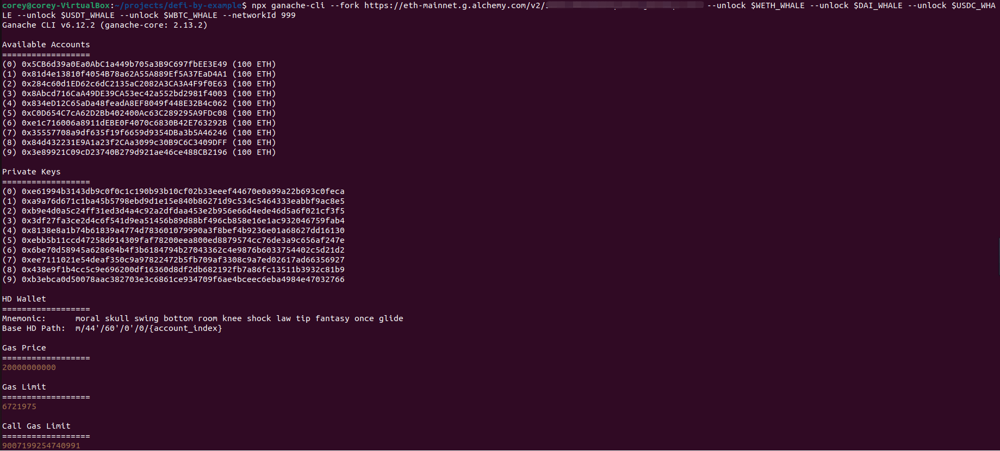 corey@corey-VirtualBox:~/projects/defi-by-example$ npx ganache-cli --fork https://eth-mainnet.g.alchemy.com/v2/ --unlock $WETH_WHALE --unlock $DAI_WHALE --unlock $USDC_WHA
LE --unlock $USDT_WHALE --unlock $WBTC_WHALE --networkId 999
Ganache CLI v6.12.2 (ganache-core: 2.13.2)
Available Accounts
==================
(0) 0x5CB6d39a0Ea0AbC1a449b705a3B9C697fbEE3E49 (100 ETH)
(1) 0x81d4e13810f4054B78a62A55A889Ef5A37EaD4A1 (100 ETH)
(2) 0x284c60d1ED62c6dC2135aC2082A3CA3A4F9f0E63 (100 ETH)
(3) 0x8Abcd716CaA49DE39CA53ec42a552bd2981f4003 (100 ETH)
(4) 0x834eD12C65aDa48feadA8EF8049f448E32B4c062 (100 ETH)
(5) 0xC0D654C7cA62D2Bb402400Ac63C289295A9FDc08 (100 ETH)
(6) 0xe1c716006a8911dEBE0F4070c6830B42E763292B (100 ETH)
(7) 0x35557708a9df635f19f6659d9354DBa3b5A46246 (100 ETH)
(8) 0x84d432231E9A1a23f2CAa3099c30B9C6C3409DFF (100 ETH)
(9) 0x3e89921C09cD23740B279d921ae46ce488CB2196 (100 ETH)
Private Keys
==================
(0) 0xe61994b3143db9c0f0c1c190b93b10cf02b33eeef44670e0a99a22b693c0feca
(1) 0xa9a76d671c1ba45b5798ebd9d1e15e840b86271d9c534c5464333eabbf9ac8e5
(2) 0xb9e4d0a5c24ff31ed3d4a4c92a2dfdaa453e2b956e66d4ede46d5a6f021cf3f5
(3) 0x3df27fa3ce2d4c6f541d9ea51456b89d88bf496cb858e16e1ac932046759fab4
(4) 0x8138e8a1b74b61839a4774d783601079990a3f8bef4b9236e01a68627dd16130
(5) 0xebb5b11ccd47258d914309faf78200eea800ed8879574cc76de3a9c656af247e
(6) 0x6be70d58945a628604b4f3b6184794b27043362c4e9876b6033754402c5d21d2
(7) 0xee7111021e54deaf350c9a97822472b5fb709af3308c9a7ed02617ad66356927
(8) 0x438e9f1b4cc5c9e696200df16360d8df2db682192fb7a86fc13511b3932c81b9
(9) 0xb3ebca0d50078aac382703e3c6861ce934709f6ae4bceec6eba4984e47032766
HD Wallet
==================
Mnemonic:      moral skull swing bottom room knee shock law tip fantasy once glide
Base HD Path:  m/44'/60'/0'/0/{account_index}
Gas Price
==================
20000000000
Gas Limit
==================
6721975
Call Gas Limit
==================
9007199254740991